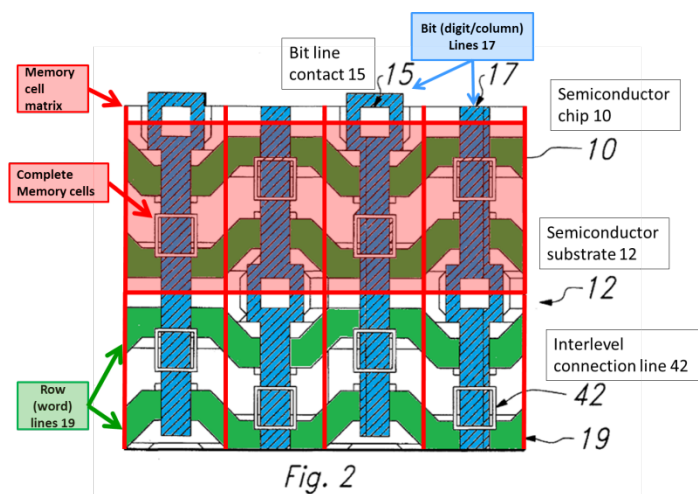 Bit (digit/column)
Lines 17
Bit line
contact 15
15
17
Memory
cell
matrix
Semiconductor
chip 10
10
Complete
Memory cells
Semiconductor
substrate 12
12
Interlevel
connection line 42
42
Row
(word)
lines 19
19
Fig. 2